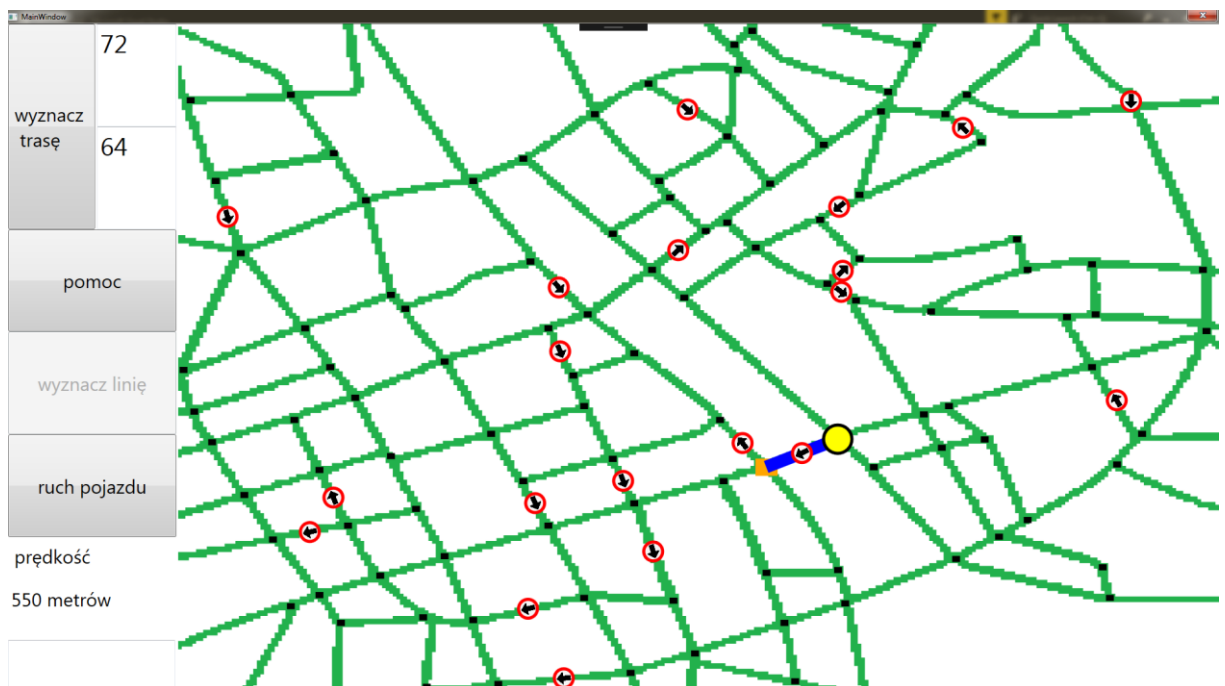 MainWindow
72
wyznacz
trasę
64
pomoc
wyznacz linię
ruch pojazdu
prędkość
550 metrów